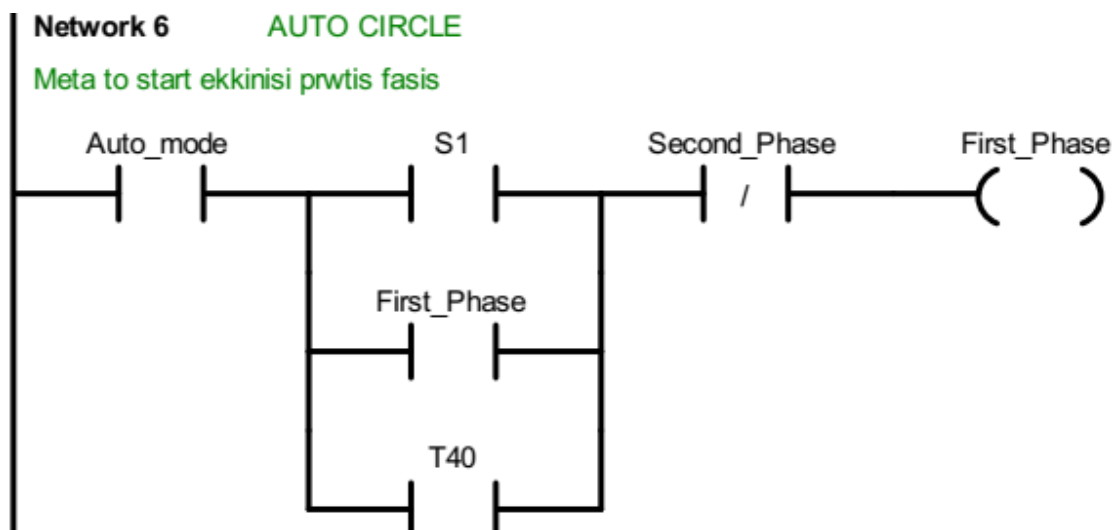 Network 6 AUTO CIRCLE
Meta to start ekkinisi prwtis fasis
Auto_mode S1 Second_Phase First_Phase
/
First_Phase
T40